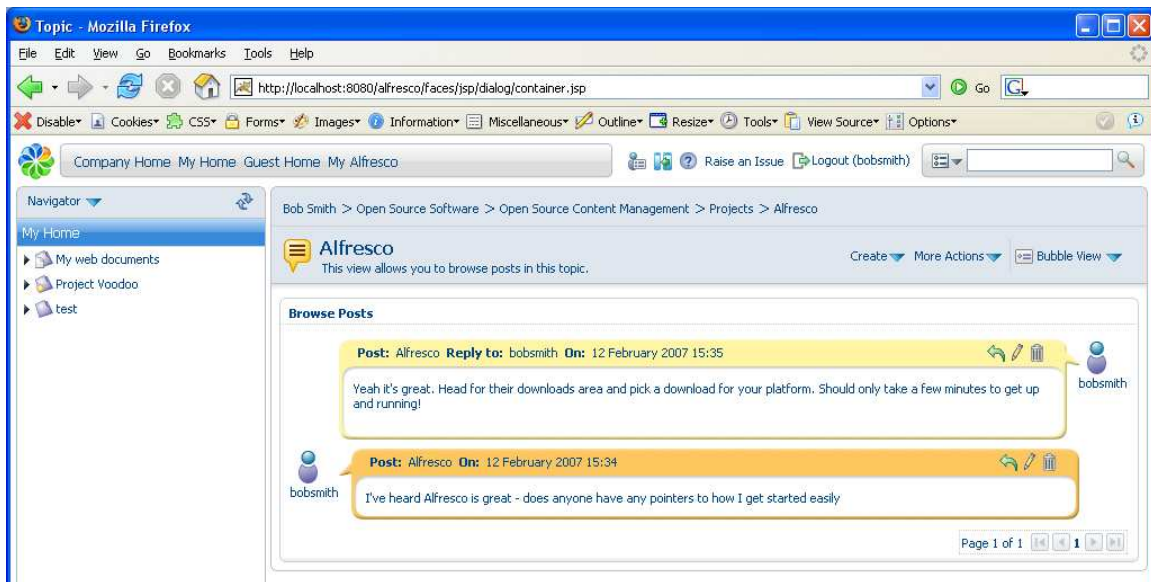 Topic - Mozilla Firefox
File Edit View Go Bookmarks Tools Help
http://localhost:8080/alfresco/faces/jsp/dialog/container.jsp Go G
Disable Cookies CSS Forms Images Information Miscellaneous Outline Resize Tools View Source Options
Company Home My Home Guest Home My Alfresco Raise an Issue Logout (bobsmith)
Navigator
My Home
My web documents
Project Voodoo
test
Bob Smith > Open Source Software > Open Source Content Management > Projects > Alfresco
Alfresco
This view allows you to browse posts in this topic.
Create More Actions Bubble View
Browse Posts
Post: Alfresco Reply to: bobsmith On: 12 February 2007 15:35
Yeah it's great. Head for their downloads area and pick a download for your platform. Should only take a few minutes to get up
and running!
bobsmith
Post: Alfresco On: 12 February 2007 15:34
I've heard Alfresco is great - does anyone have any pointers to how I get started easily
bobsmith
Page 1 of 1 1